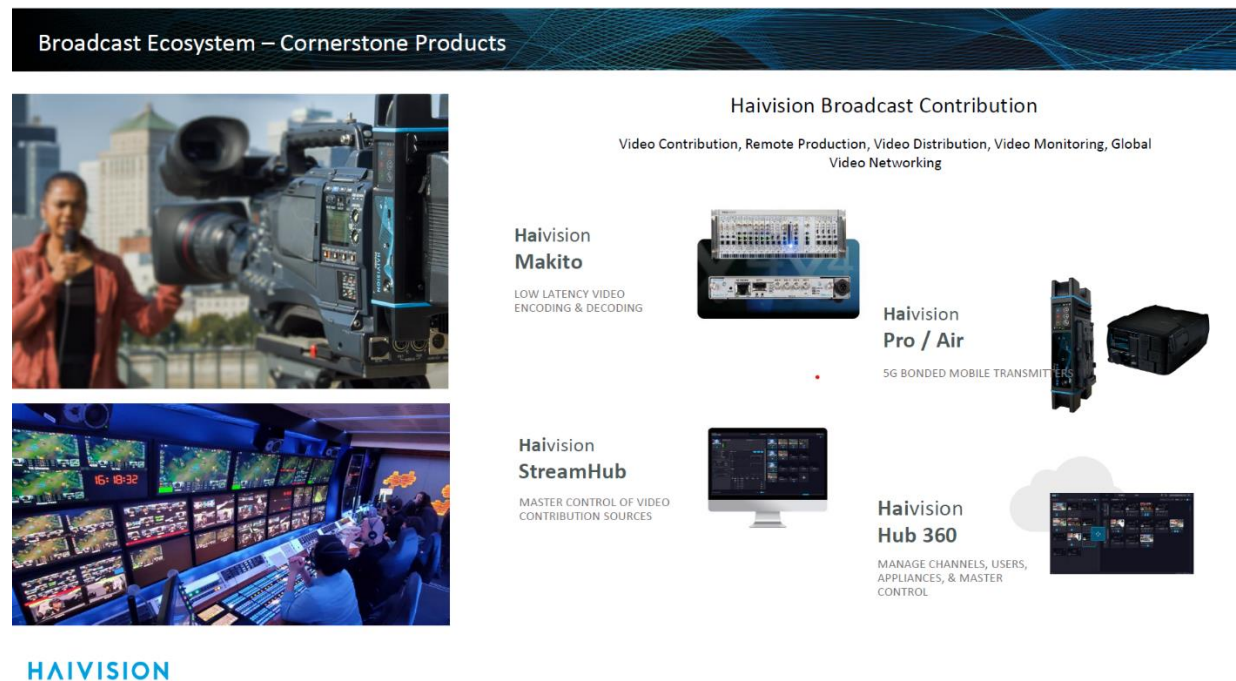 Broadcast Ecosystem – Cornerstone Products
Haivision Broadcast Contribution
Video Contribution, Remote Production, Video Distribution, Video Monitoring, Global
Video Networking
Haivision
Makito
LOW LATENCY VIDEO
ENCODING & DECODING
Haivision
Pro / Air
5G BONDED MOBILE TRANSMITTERS
Haivision
StreamHub
MASTER CONTROL OF VIDEO
CONTRIBUTION SOURCES
Haivision
Hub 360
MANAGE CHANNELS, USERS,
APPLIANCES, & MASTER
CONTROL
HAIVISION
16:18:32
HAIVISION